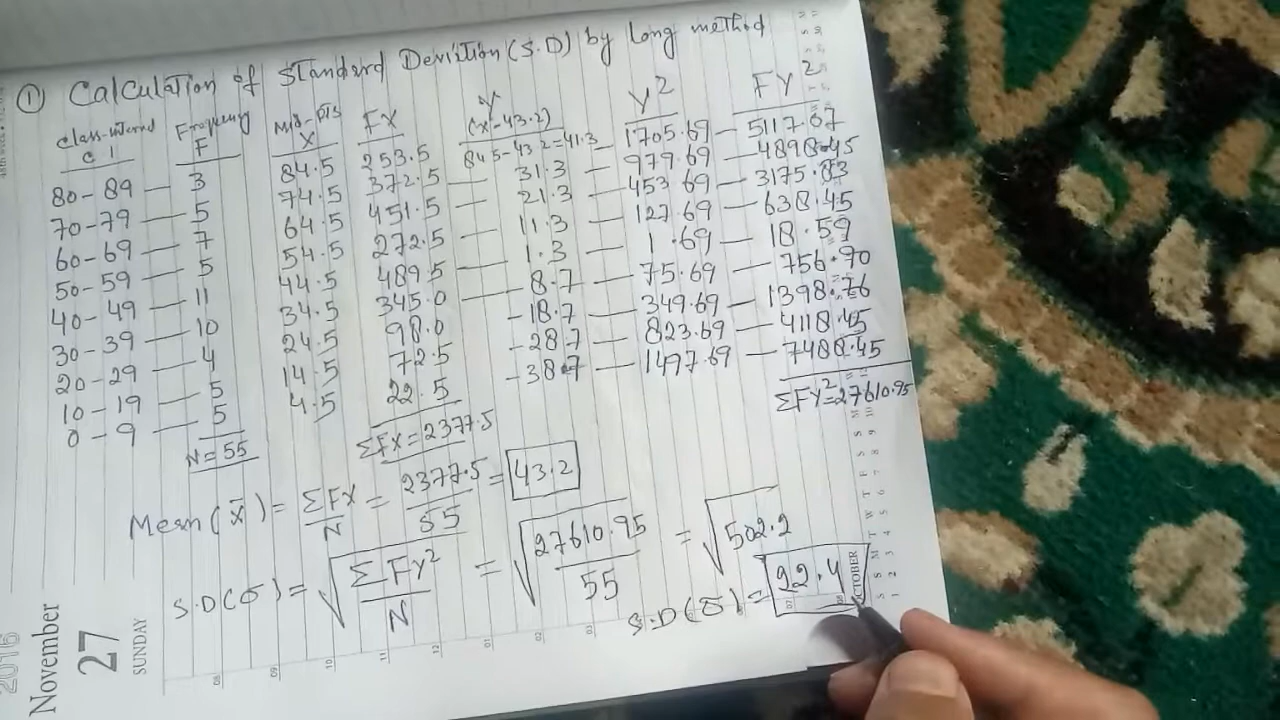 ① Calculation of Standard Deviation (S.D) by long method
class-interval C I Frequency F Mid-pts X FX Y (x-43.2) Y² FY²
80-89 — 3 84.5 253.5 84.5-43.2=41.3 — 1705.69 — 5117.07
70-79 — 5 74.5 372.5 — 31.3 — 979.69 — 4898.45
60-69 — 7 64.5 451.5 — 21.3 — 453.69 — 3175.83
50-59 — 5 54.5 272.5 — 11.3 — 127.69 — 638.45
40-49 — 11 44.5 489.5 — 1.3 — 1.69 — 18.59
30-39 — 10 34.5 345.0 — 8.7 — 75.69 — 756.90
20-29 — 4 24.5 98.0 -18.7 — 349.69 — 1398.76
10-19 — 5 14.5 72.5 -28.7 — 823.69 — 4118.45
0-9 — 5 4.5 22.5 -38.7 — 1497.69 — 7488.45
N=55 ΣFX=2377.5 ΣFY²=27610.95
Mean (x̄) = ΣFX/N = 2377.5/55 = 43.2
S.D(σ) = √ΣFY²/N = √27610.95/55 = √502.2
S.D(σ) = 22.4
2016
November
27
SUNDAY
OCTOBER